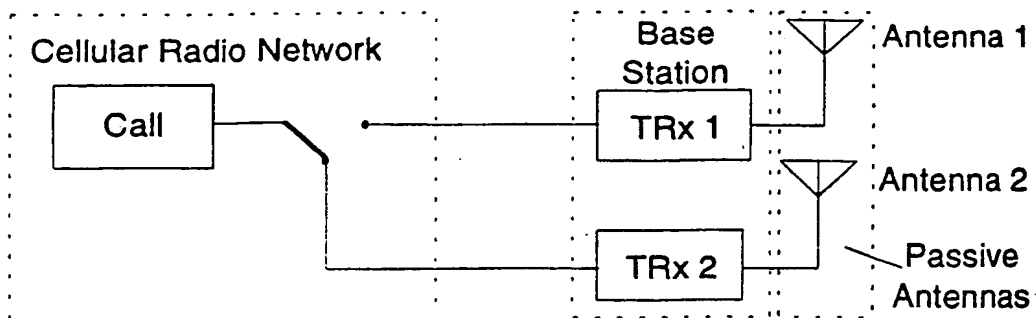 Cellular Radio Network
Call
Base
Station
TRx 1
TRx 2
Antenna 1
Antenna 2
Passive
Antennas